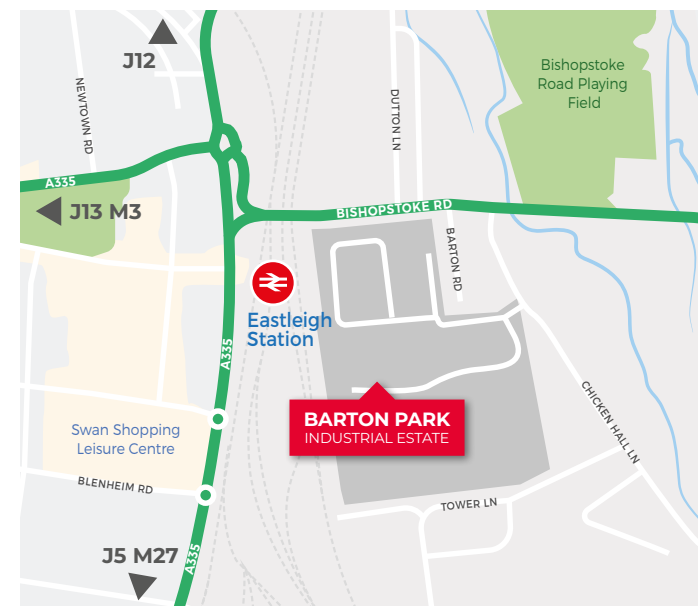 J12
Bishopstoke
Road Playing
Field
NEWTOWN RD
DUTTON LN
A335
J13 M3
BISHOPSTOKE RD
BARTON RD
Eastleigh
Station
A335
CHICKEN HALL LN
BARTON PARK
INDUSTRIAL ESTATE
Swan Shopping
Leisure Centre
BLENHEIM RD
TOWER LN
J5 M27
A335